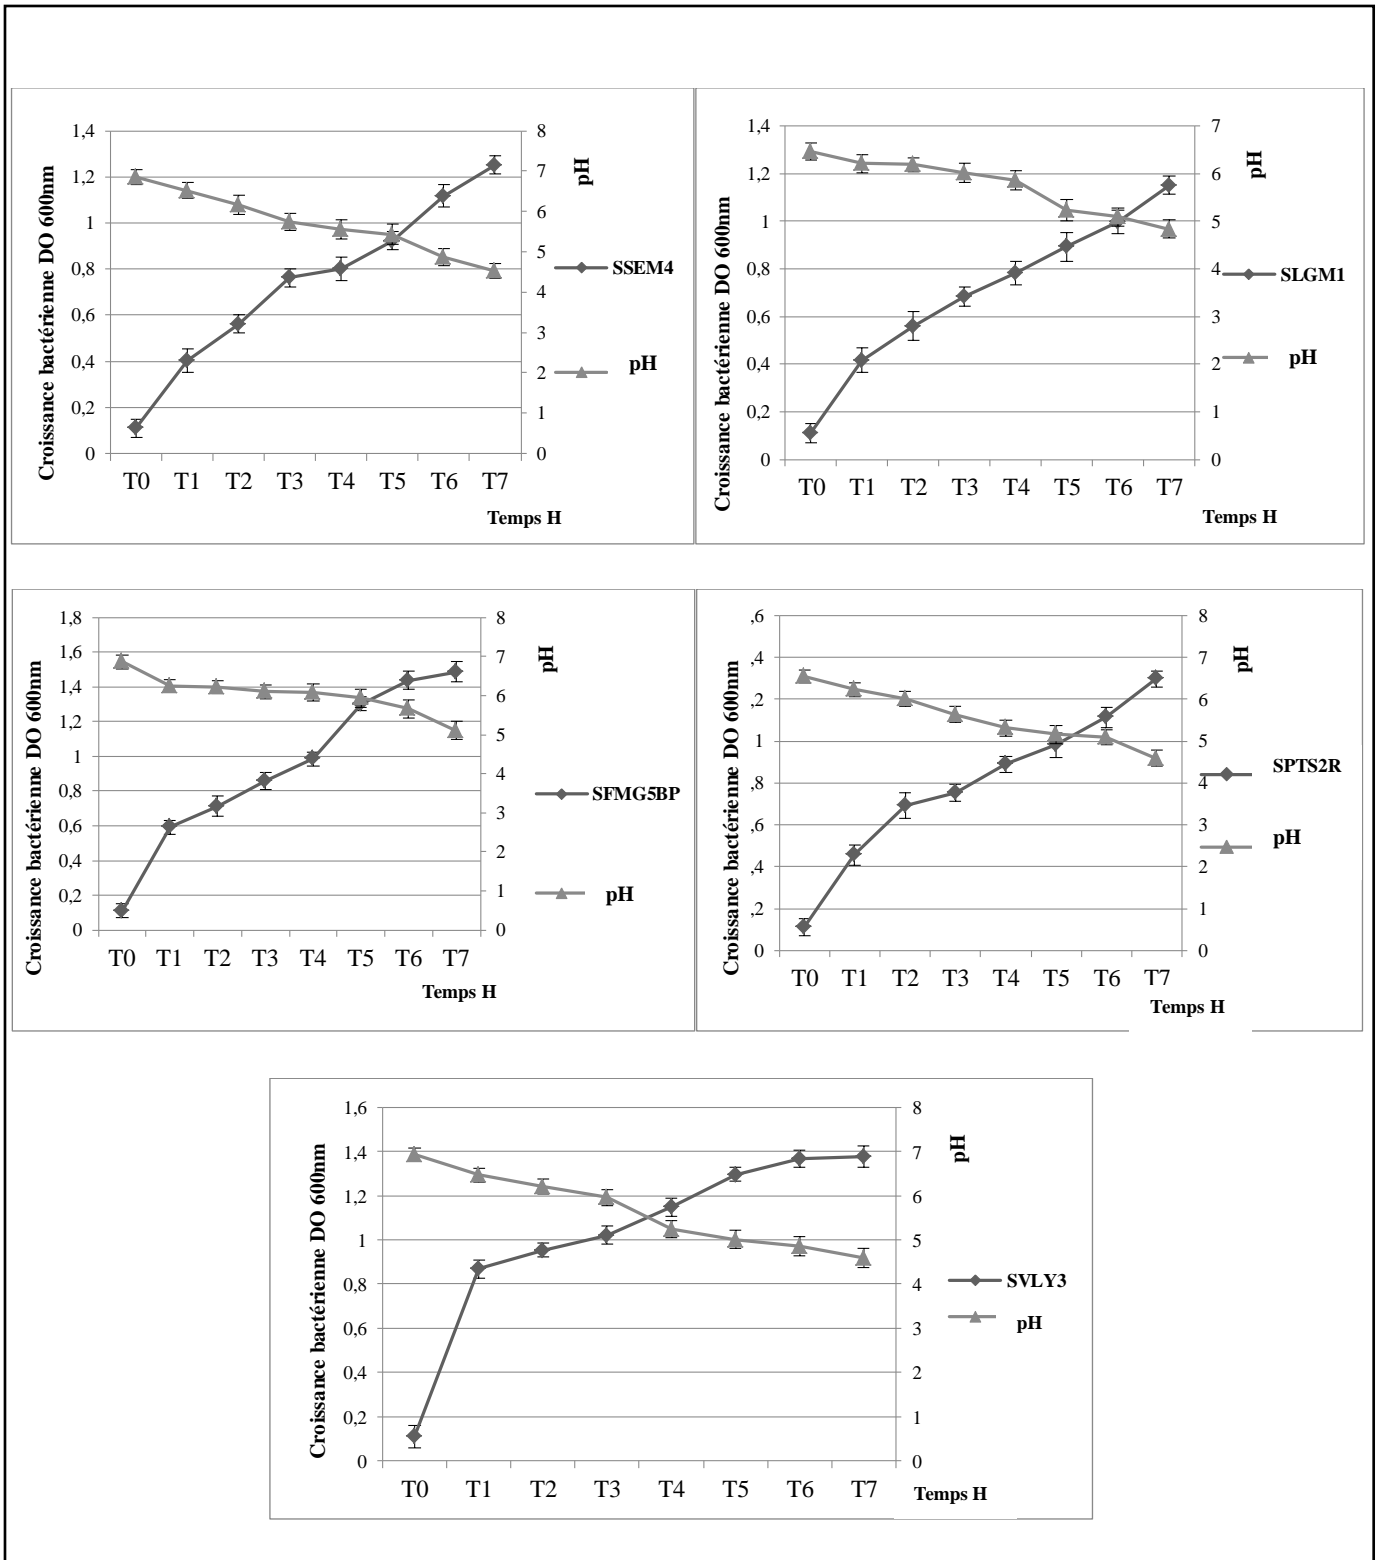 Croissance bactérienne DO 600nm
1,4
1,2
1
0,8
0,6
0,4
0,2
0
8
7
6
5
4
3
2
1
0
pH
SSEM4
pH
T0 T1 T2 T3 T4 T5 T6 T7
Temps H
Croissance bactérienne DO 600nm
1,4
1,2
1
0,8
0,6
0,4
0,2
0
7
6
5
4
3
2
1
0
pH
SLGM1
pH
T0 T1 T2 T3 T4 T5 T6 T7
Temps H
Croissance bactérienne DO 600nm
1,8
1,6
1,4
1,2
1
0,8
0,6
0,4
0,2
0
8
7
6
5
4
3
2
1
0
pH
SFMG5BP
pH
T0 T1 T2 T3 T4 T5 T6 T7
Temps H
Croissance bactérienne DO 600nm
,6
,4
,2
1
,8
,6
,4
,2
0
8
7
6
5
4
3
2
1
0
pH
SPTS2R
pH
T0 T1 T2 T3 T4 T5 T6 T7
Temps H
Croissance bactérienne DO 600nm
1,6
1,4
1,2
1
0,8
0,6
0,4
0,2
0
8
7
6
5
4
3
2
1
0
pH
SVLY3
pH
T0 T1 T2 T3 T4 T5 T6 T7
Temps H